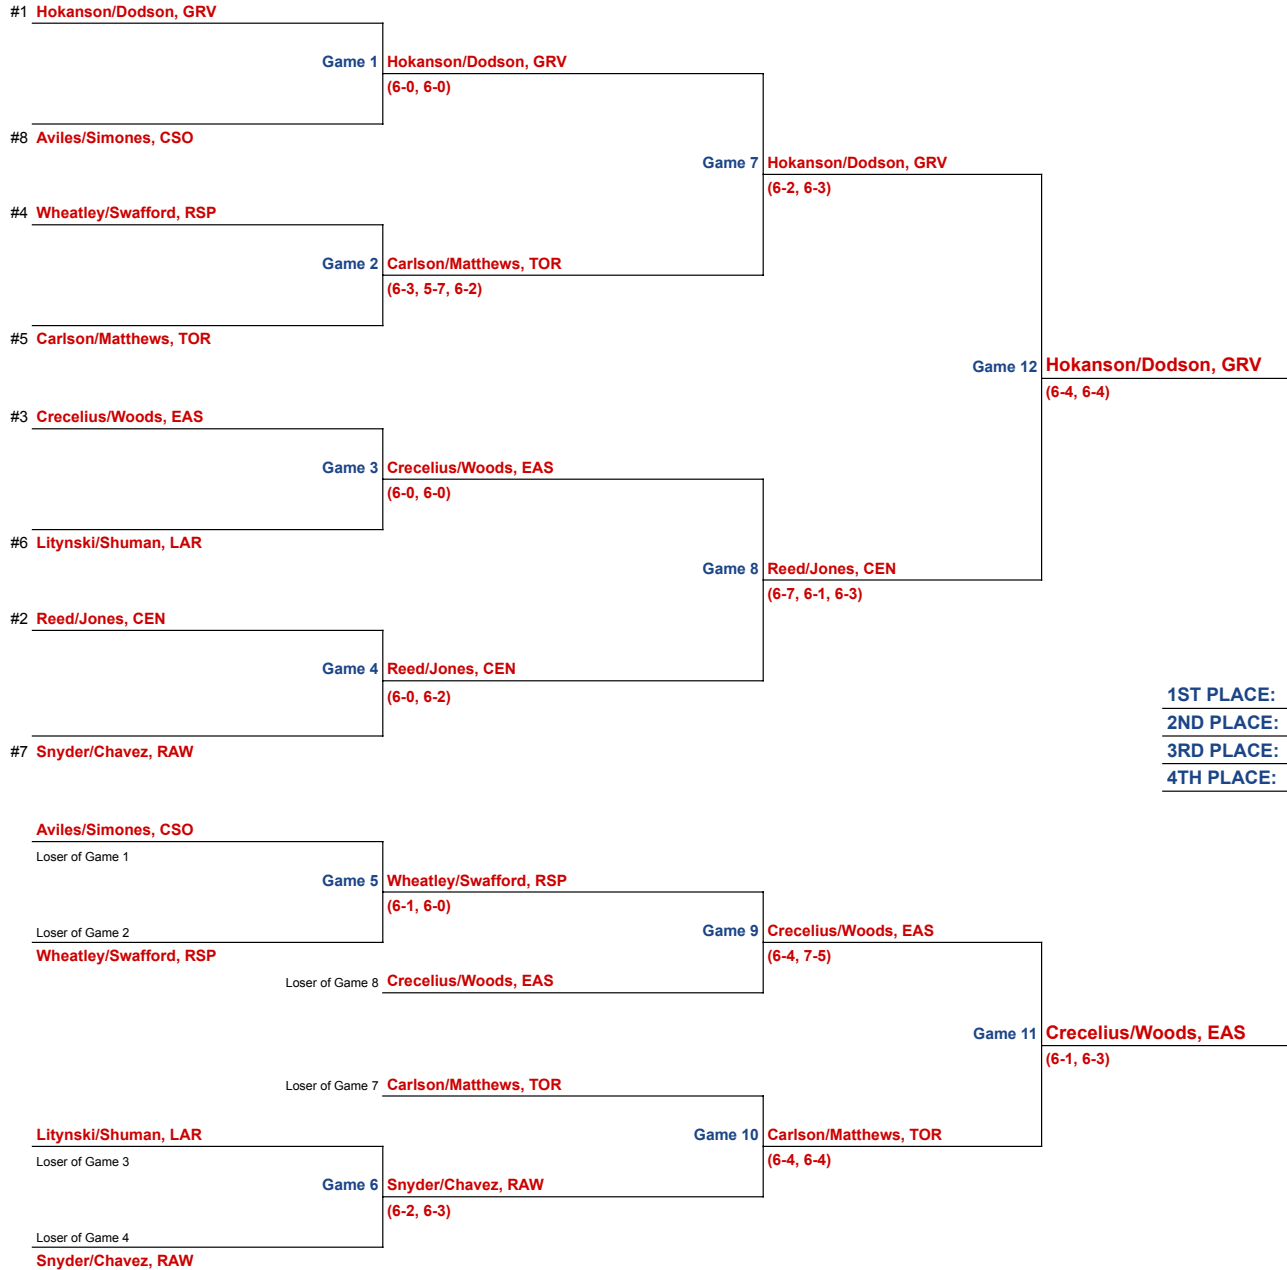 #1 Hokanson/Dodson, GRV
Game 1 Hokanson/Dodson, GRV
(6-0, 6-0)
#8 Aviles/Simones, CSO
Game 7 Hokanson/Dodson, GRV
(6-2, 6-3)
#4 Wheatley/Swafford, RSP
Game 2 Carlson/Matthews, TOR
(6-3, 5-7, 6-2)
#5 Carlson/Matthews, TOR
Game 12 Hokanson/Dodson, GRV
(6-4, 6-4)
#3 Crecelius/Woods, EAS
Game 3 Crecelius/Woods, EAS
(6-0, 6-0)
#6 Litynski/Shuman, LAR
Game 8 Reed/Jones, CEN
(6-7, 6-1, 6-3)
#2 Reed/Jones, CEN
Game 4 Reed/Jones, CEN
(6-0, 6-2)
#7 Snyder/Chavez, RAW
1ST PLACE:
2ND PLACE:
3RD PLACE:
4TH PLACE:
Aviles/Simones, CSO
Loser of Game 1
Game 5 Wheatley/Swafford, RSP
(6-1, 6-0)
Loser of Game 2
Wheatley/Swafford, RSP
Game 9 Crecelius/Woods, EAS
(6-4, 7-5)
Loser of Game 8 Crecelius/Woods, EAS
Game 11 Crecelius/Woods, EAS
(6-1, 6-3)
Loser of Game 7 Carlson/Matthews, TOR
Litynski/Shuman, LAR
Loser of Game 3
Game 10 Carlson/Matthews, TOR
(6-4, 6-4)
Game 6 Snyder/Chavez, RAW
(6-2, 6-3)
Loser of Game 4
Snyder/Chavez, RAW